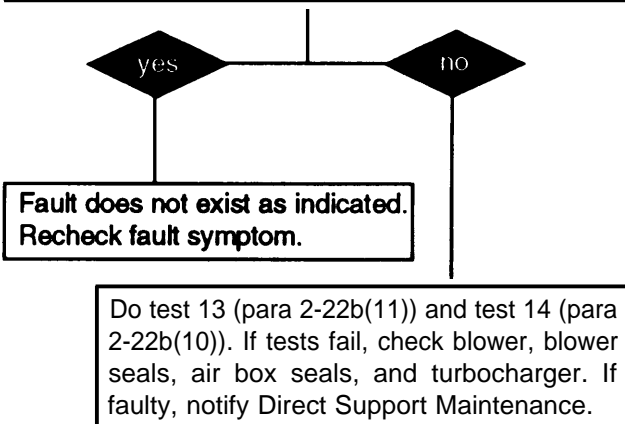 yes
no
Fault does not exist as indicated.
Recheck fault symptom.
Do test 13 (para 2-22b(11)) and test 14 (para
2-22b(10)). If tests fail, check blower, blower
seals, air box seals, and turbocharger. If
faulty, notify Direct Support Maintenance.